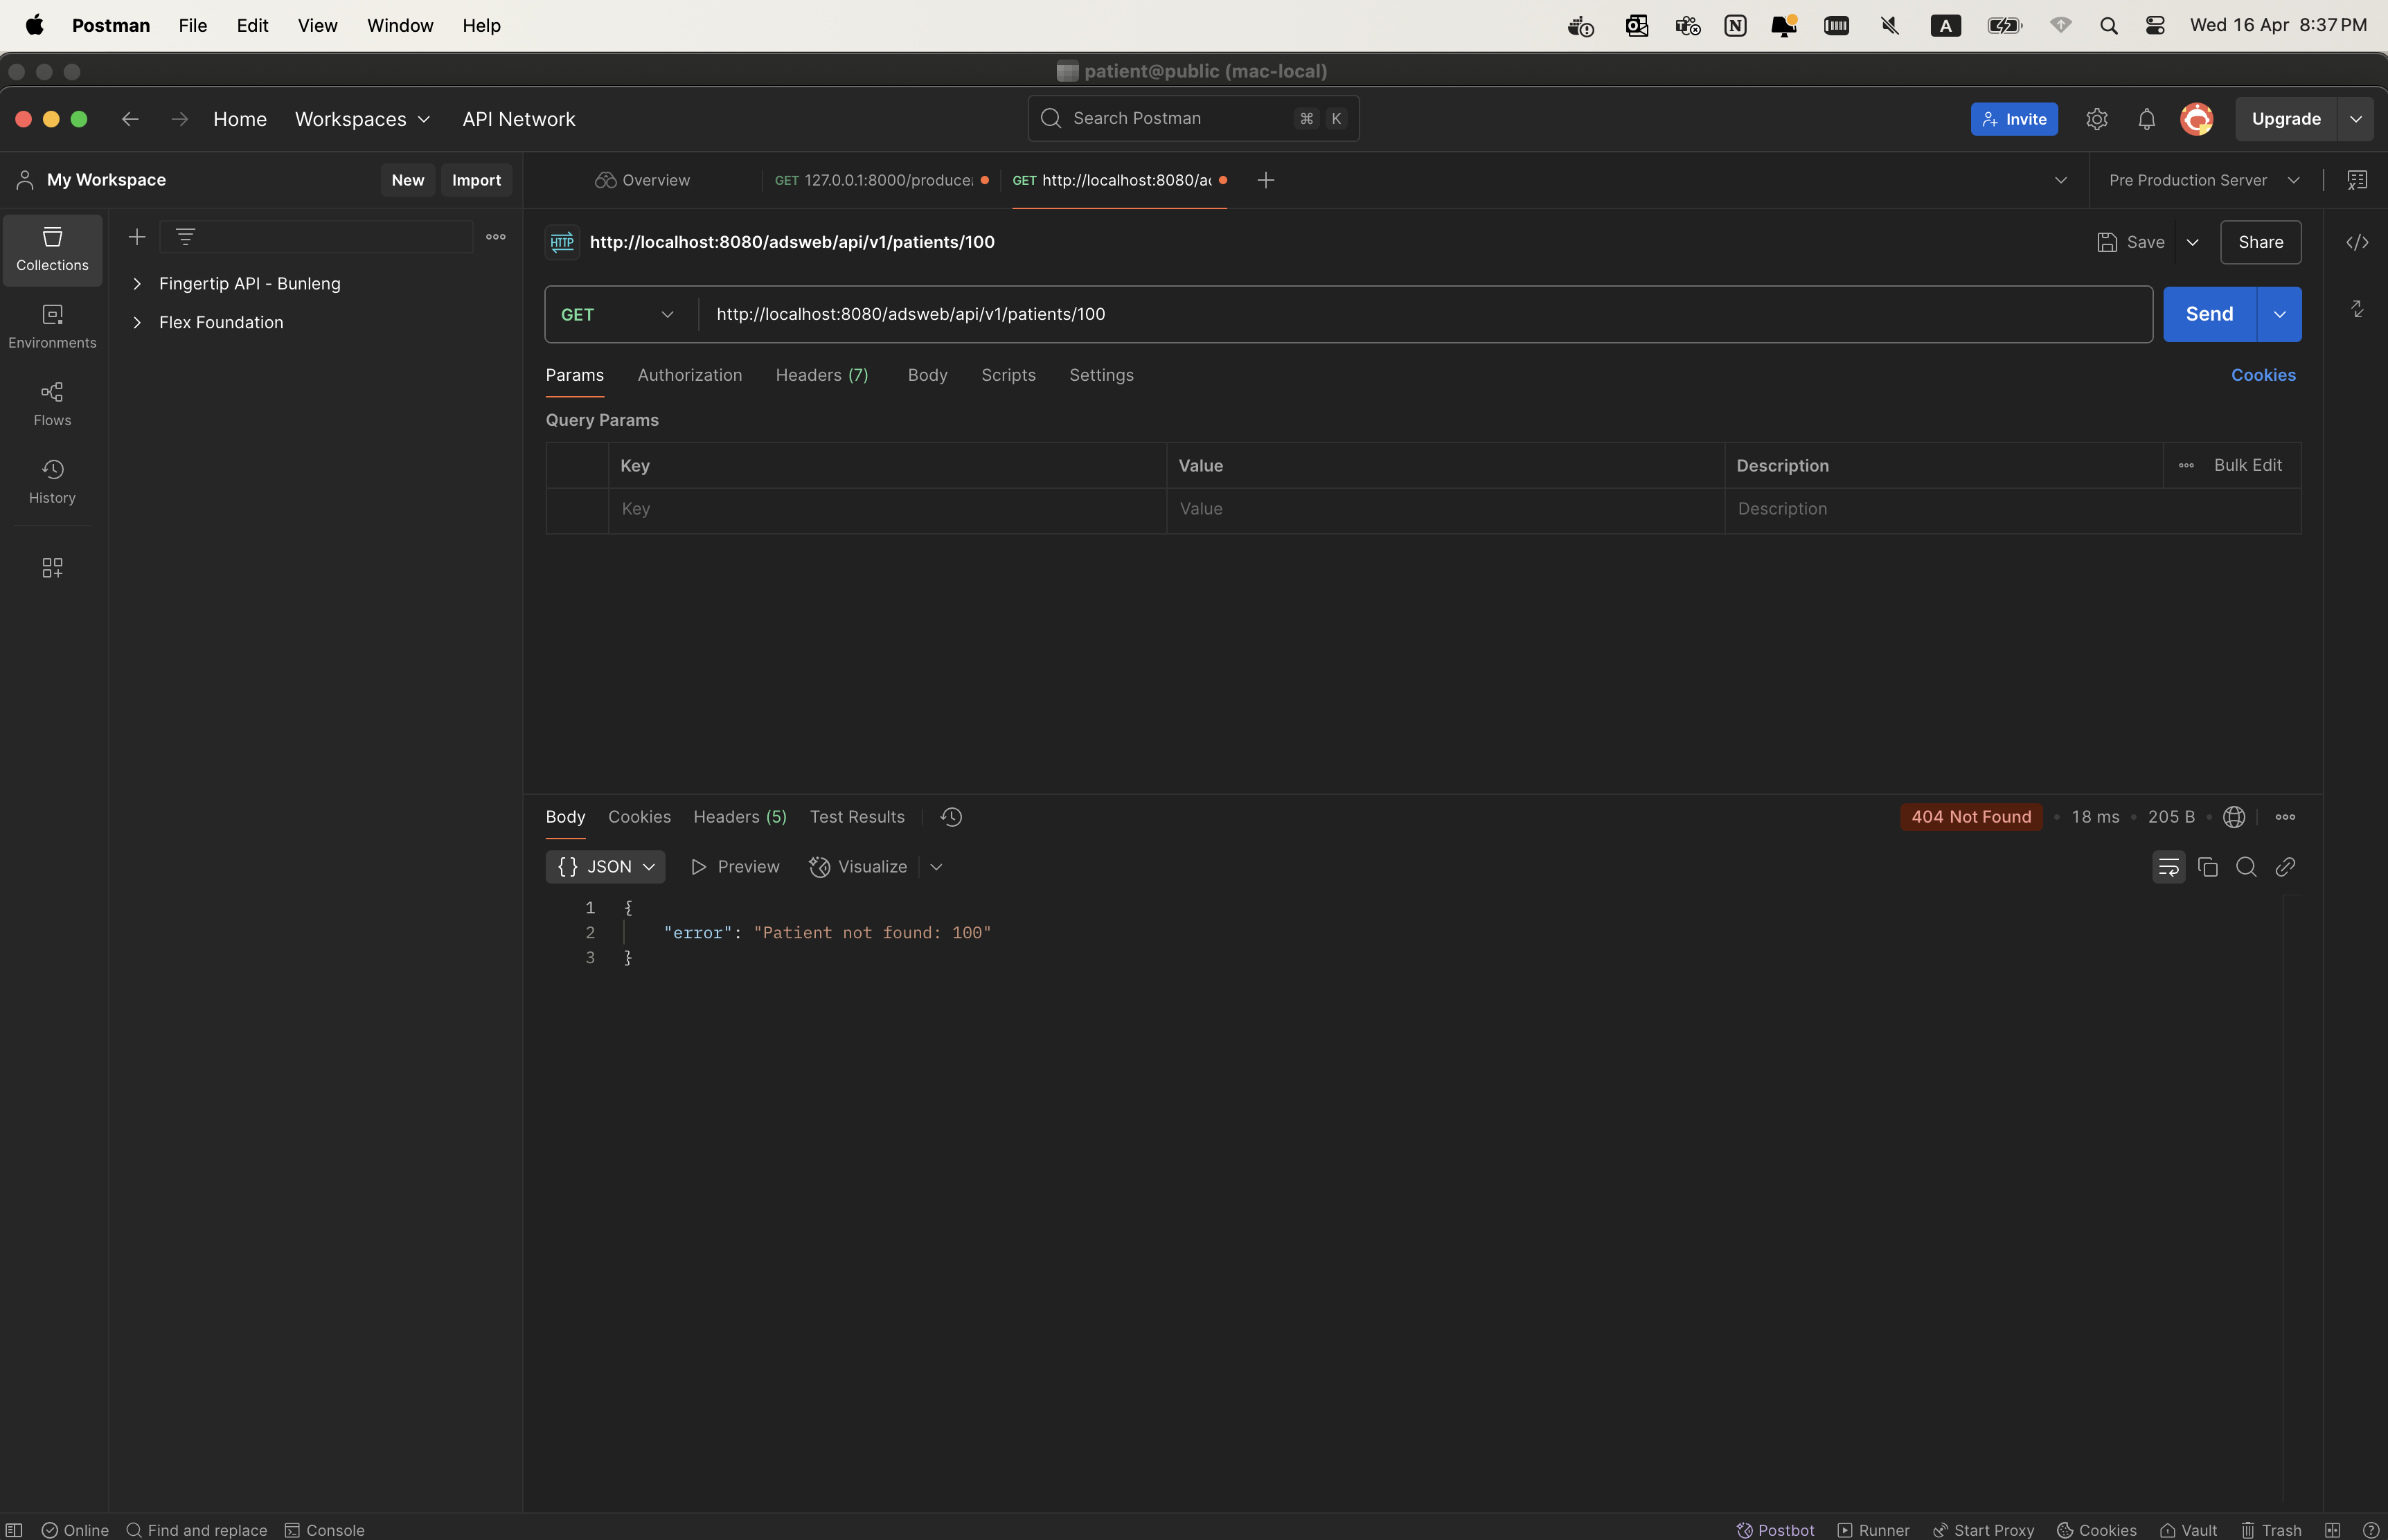 Postman File Edit View Window Help Wed 16 Apr 8:37 PM
patient@public (mac-local)
Home Workspaces API Network Search Postman ⌘ K Invite Upgrade
My Workspace New Import Overview GET 127.0.0.1:8000/produce GET http://localhost:8080/a Pre Production Server
Collections
Environments
Flows
History
Fingertip API - Bunleng
Flex Foundation
HTTP http://localhost:8080/adsweb/api/v1/patients/100 Save Share
GET http://localhost:8080/adsweb/api/v1/patients/100 Send
Params Authorization Headers (7) Body Scripts Settings Cookies
Query Params
Key Value Description Bulk Edit
Key Value Description
Body Cookies Headers (5) Test Results 404 Not Found • 18 ms • 205 B •
{ } JSON Preview Visualize
1 {
2 "error": "Patient not found: 100"
3 }
Online Find and replace Console Postbot Runner Start Proxy Cookies Vault Trash